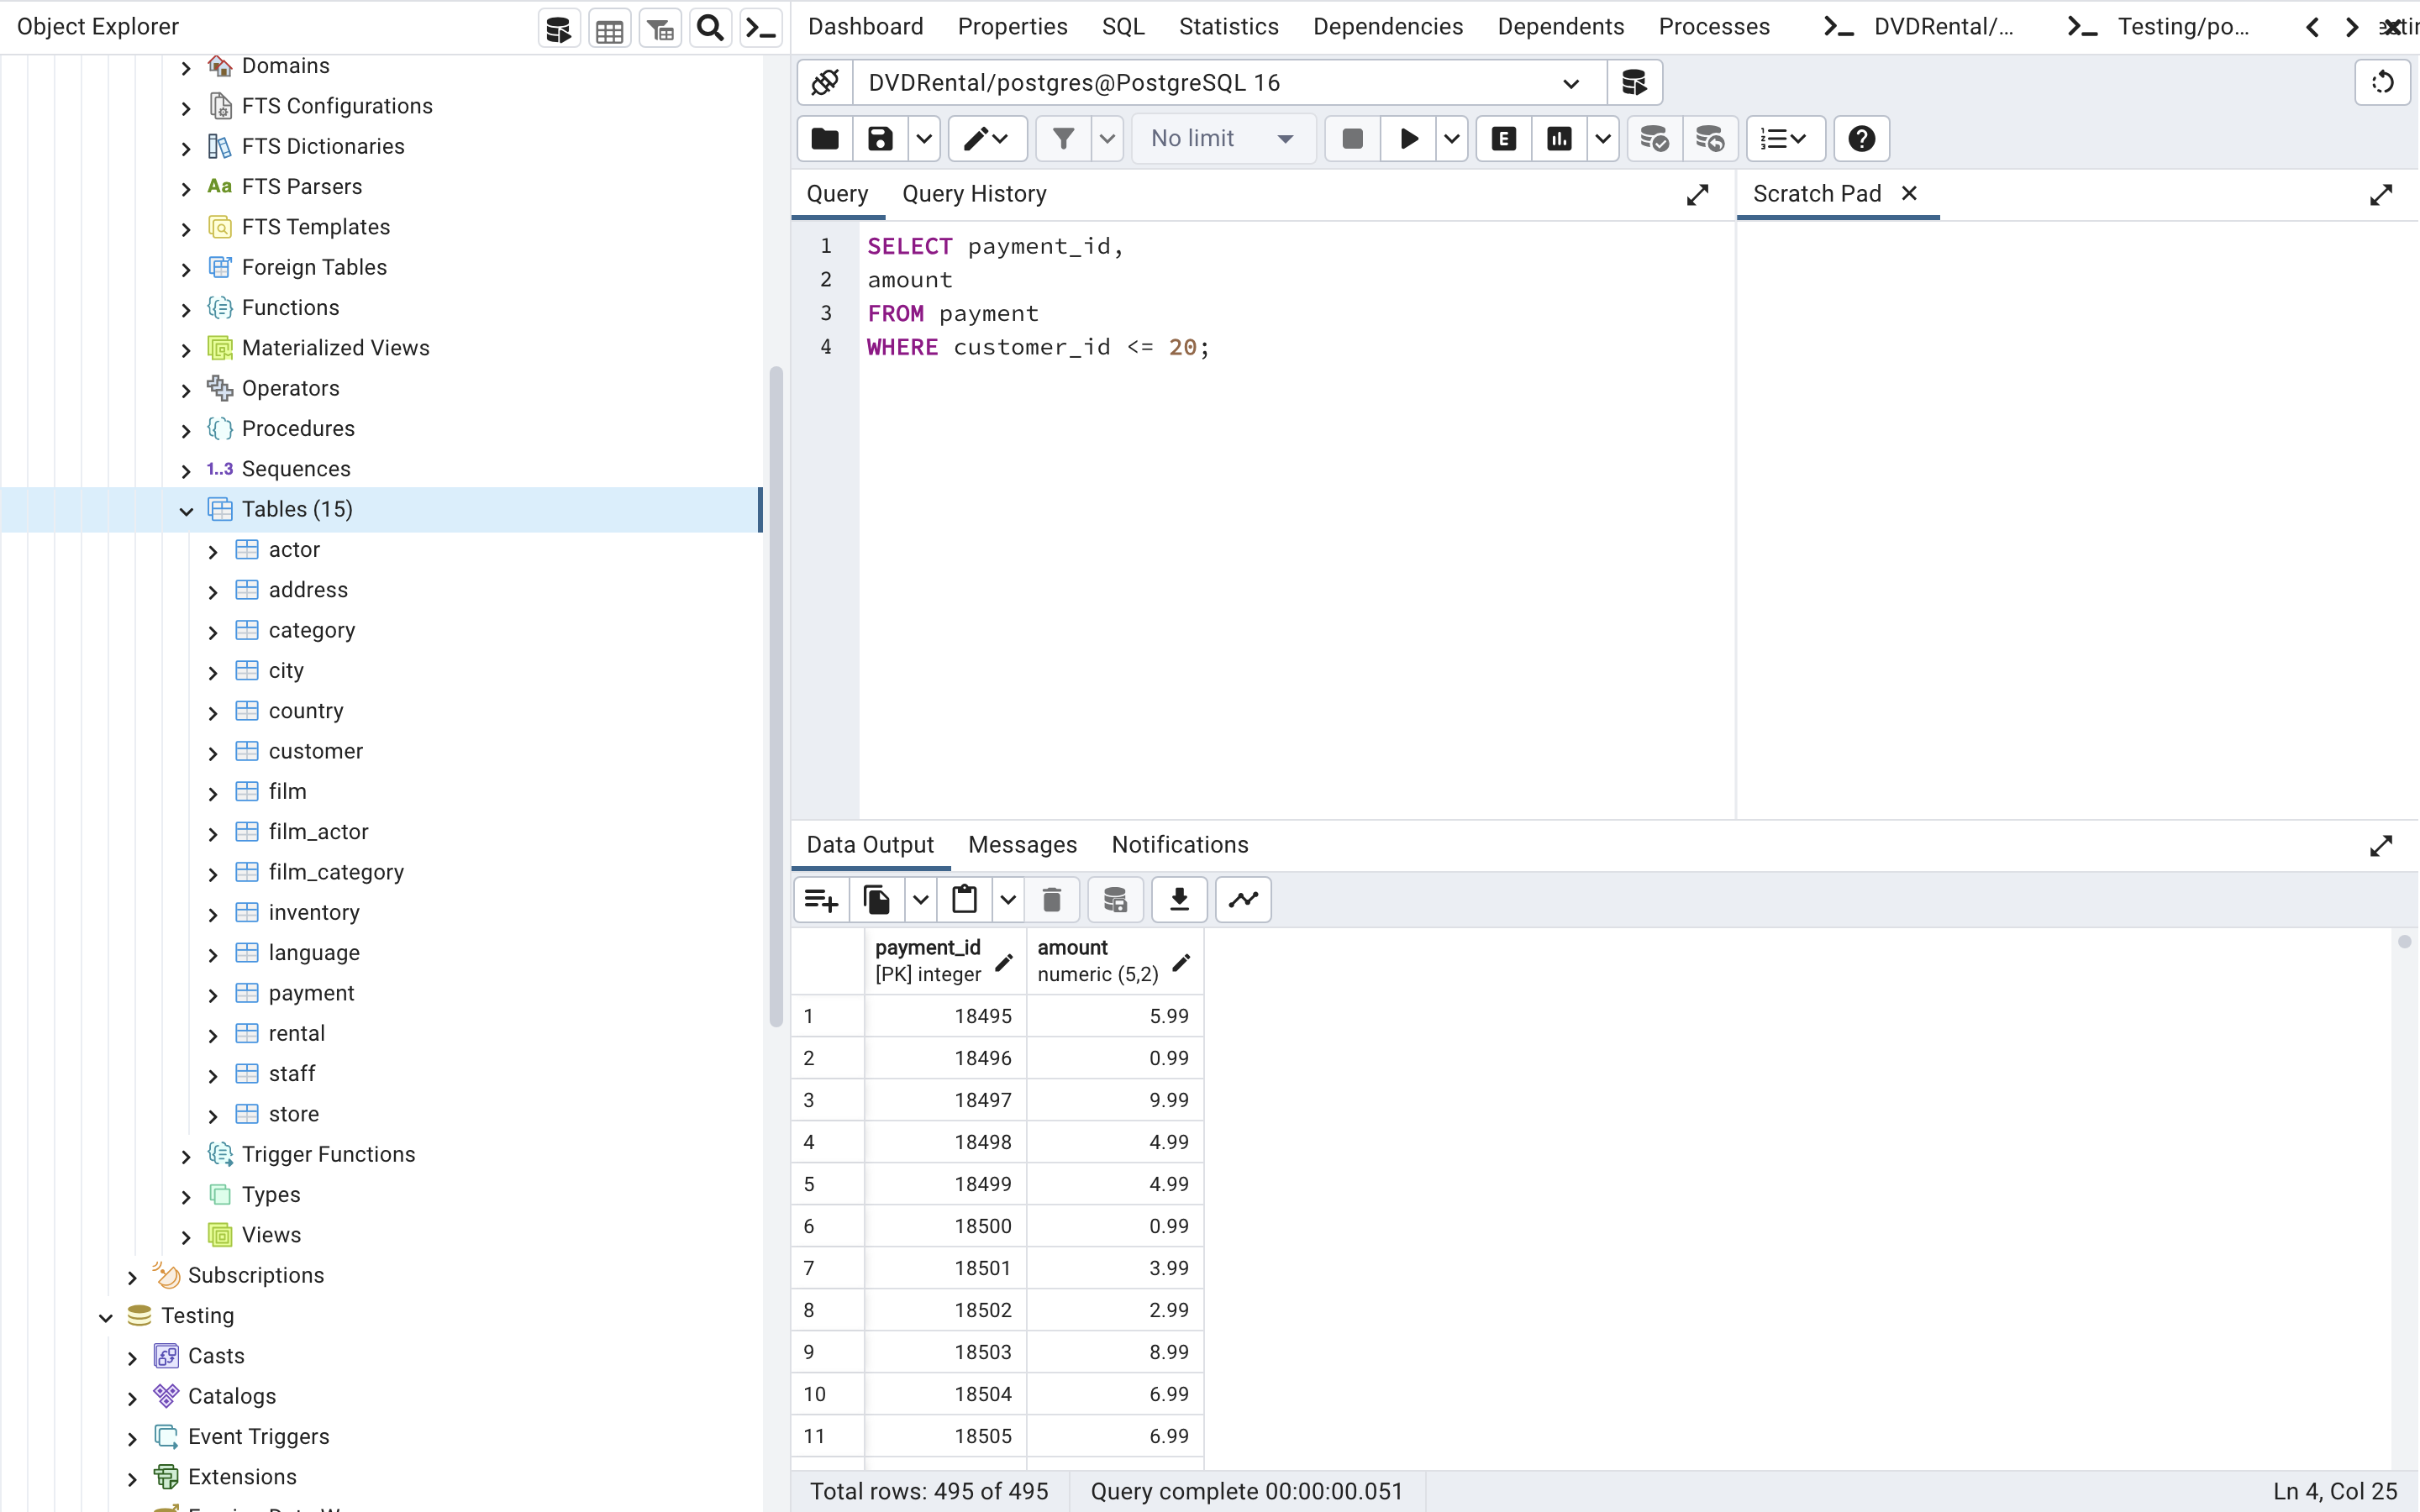 Object Explorer
Domains
FTS Configurations
FTS Dictionaries
Aa FTS Parsers
FTS Templates
Foreign Tables
Functions
Materialized Views
Operators
Procedures
1..3 Sequences
Tables (15)
actor
address
category
city
country
customer
film
film_actor
film_category
inventory
language
payment
rental
staff
store
Trigger Functions
Types
Views
Subscriptions
Testing
Casts
Catalogs
Event Triggers
Extensions
Dashboard Properties SQL Statistics Dependencies Dependents Processes DVDRental/... Testing/po...
DVDRental/postgres@PostgreSQL 16
No limit E
Query Query History
Scratch Pad
1 SELECT payment_id,
2 amount
3 FROM payment
4 WHERE customer_id <= 20;
Data Output Messages Notifications
payment_id amount
[PK] integer numeric (5,2)
1 18495 5.99
2 18496 0.99
3 18497 9.99
4 18498 4.99
5 18499 4.99
6 18500 0.99
7 18501 3.99
8 18502 2.99
9 18503 8.99
10 18504 6.99
11 18505 6.99
Total rows: 495 of 495 Query complete 00:00:00.051 Ln 4, Col 25